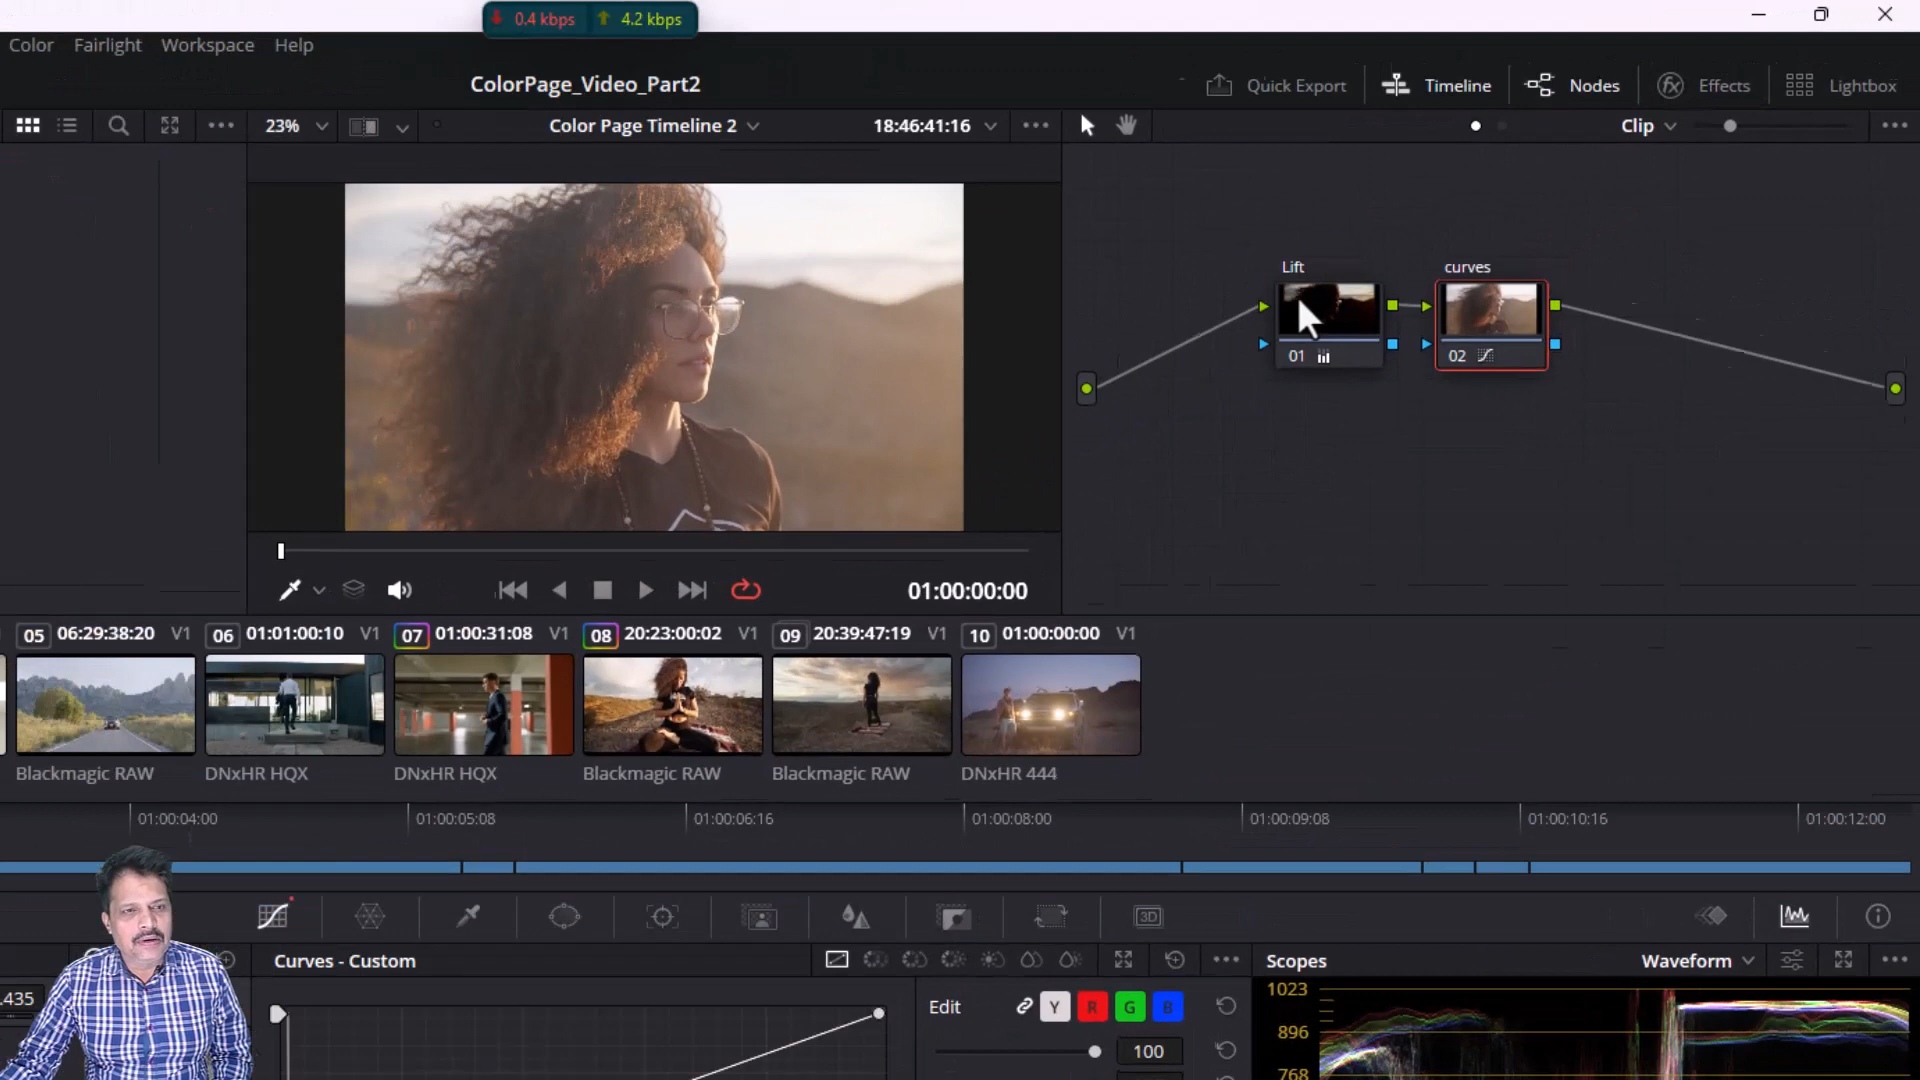 0.4 kbps 4.2 kbps
Color Fairlight Workspace Help
ColorPage_Video_Part2
Quick Export Timeline Nodes Effects Lightbox
23% Color Page Timeline 2 18:46:41:16 Clip
Lift curves
01 02
01:00:00:00
05 06:29:38:20 V1 06 01:01:00:10 V1 07 01:00:31:08 V1 08 20:23:00:02 V1 09 20:39:47:19 V1 10 01:00:00:00 V1
Blackmagic RAW DNxHR HQX DNxHR HQX Blackmagic RAW Blackmagic RAW DNxHR 444
01:00:04:00 01:00:05:08 01:00:06:16 01:00:08:00 01:00:09:08 01:00:10:16 01:00:12:00
3D
Curves - Custom Scopes Waveform
.435 Edit Y R G B 1023
896
100
768